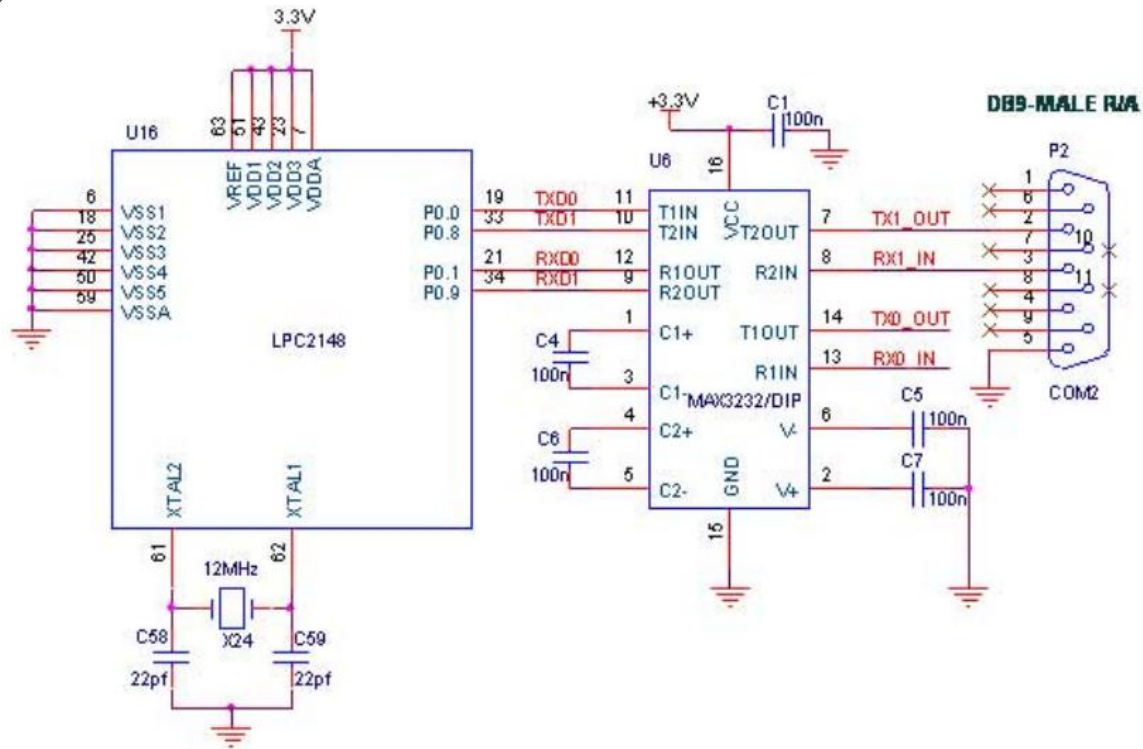 3.3V
U16
63
51
43
23
7
VREF
VDD1
VDD2
VDD3
VDDA
6
18
25
42
50
59
VSS1
VSS2
VSS3
VSS4
VSS5
VSSA
LPC2148
P0.0
P0.8
P0.1
P0.9
19
33
21
34
TXD0
TXD1
RXD0
RXD1
11
10
12
9
XTAL2
XTAL1
61
62
12MHz
X24
C58
22pf
C59
22pf
+3.3V
C1
100n
U6
16
VCC
T1IN
T2IN
R1OUT
R2OUT
C1+
C1-
C2+
C2-
1
3
4
5
C4
100n
C6
100n
MAX3232/DIP
GND
15
T2OUT
R2IN
T1OUT
R1IN
V-
V+
7
8
14
13
6
2
TX1_OUT
RX1_IN
TX0_OUT
RX0_IN
C5
100n
C7
100n
DB9-MALE R/A
P2
1
6
2
7
10
3
8
11
4
9
5
COM2